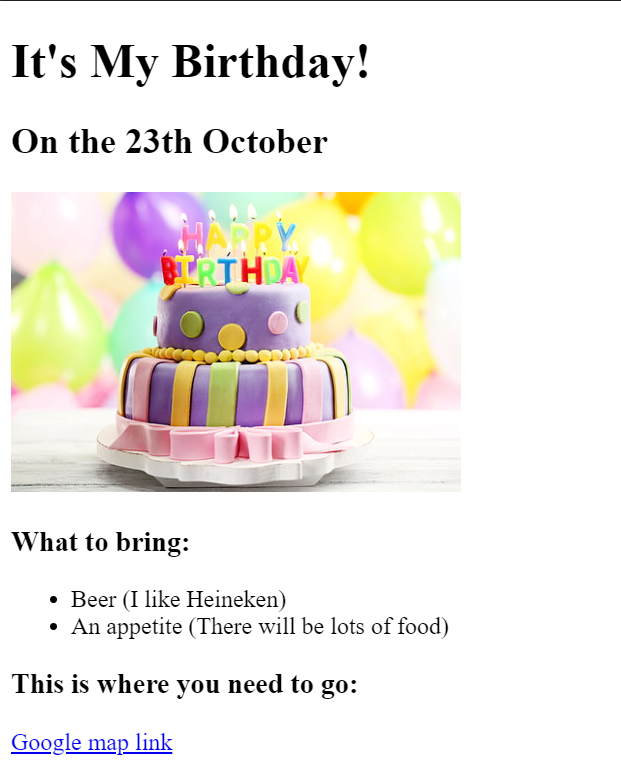 It's My Birthday!
On the 23th October
HAPPY
BIRTHDAY
What to bring:
Beer (I like Heineken)
An appetite (There will be lots of food)
This is where you need to go:
Google map link